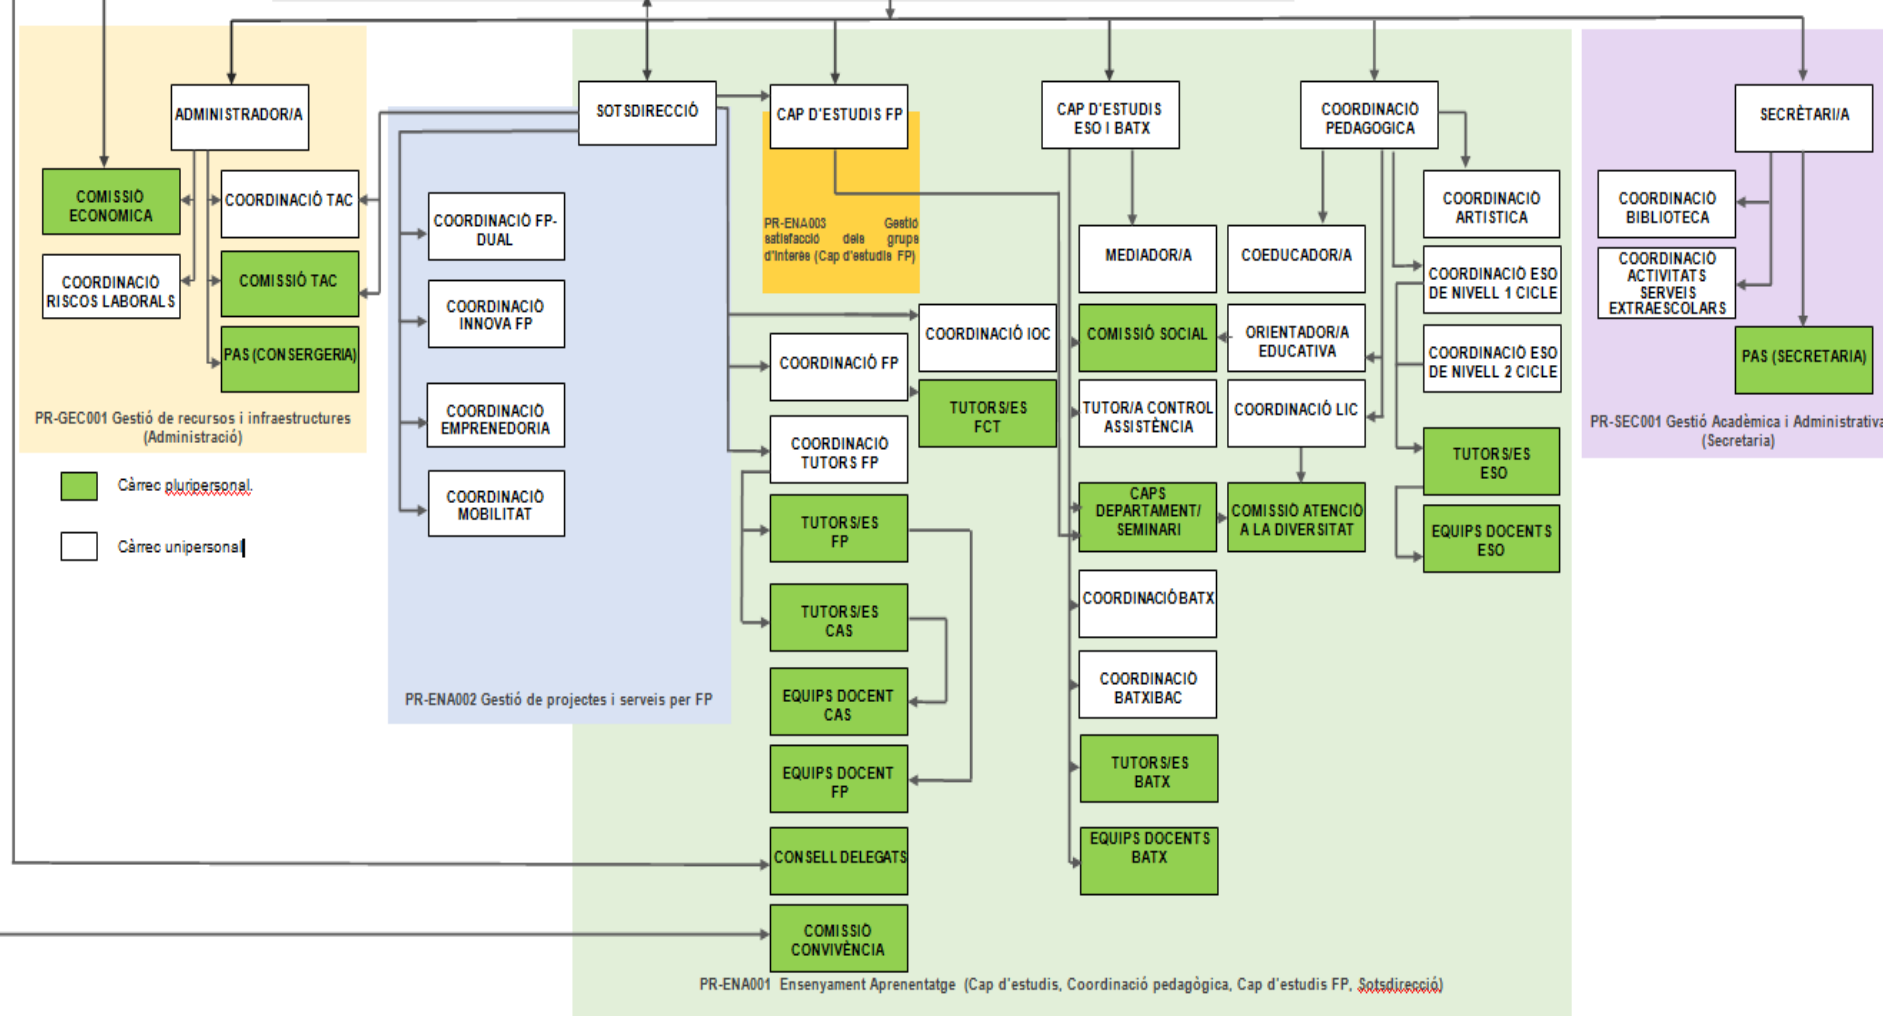 ADMINISTRADOR/A
COMISSIÓ
ECONOMICA
COORDINACIÓ TAC
COORDINACIÓ
RISCOS LABORALS
COMISSIÓ TAC
PAS (CONSERGERIA)
PR-GEC001 Gestió de recursos i infraestructures
(Administració)
Càrrec pluripersonal.
Càrrec unipersonal
SOTSDIRECCIÓ
COORDINACIÓ FP-
DUAL
COORDINACIÓ
INNOVA FP
COORDINACIÓ
EMPRENEDORIA
COORDINACIÓ
MOBILITAT
PR-ENA002 Gestió de projectes i serveis per FP
CAP D'ESTUDIS FP
PR-ENA003 Gestió
satisfacció dels grups
d'interès (Cap d'estudis FP)
COORDINACIÓ IOC
COORDINACIÓ FP
TUTORS/ES
FCT
COORDINACIÓ
TUTORS FP
TUTORS/ES
FP
TUTORS/ES
CAS
EQUIPS DOCENT
CAS
EQUIPS DOCENT
FP
CONSELL DELEGATS
COMISSIÓ
CONVIVÈNCIA
CAP D'ESTUDIS
ESO I BATX
MEDIADOR/A
COMISSIÓ SOCIAL
TUTOR/A CONTROL
ASSISTÈNCIA
CAPS
DEPARTAMENT/
SEMINARI
COORDINACIÓ BATX
COORDINACIÓ
BATXIBAC
TUTORS/ES
BATX
EQUIPS DOCENTS
BATX
COORDINACIÓ
PEDAGOGICA
COEDUCADOR/A
ORIENTADOR/A
EDUCATIVA
COORDINACIÓ LIC
COMISSIÓ ATENCIÓ
A LA DIVERSITAT
COORDINACIÓ
ARTISTICA
COORDINACIÓ ESO
DE NIVELL 1 CICLE
COORDINACIÓ ESO
DE NIVELL 2 CICLE
TUTORS/ES
ESO
EQUIPS DOCENTS
ESO
PR-ENA001 Ensenyament Aprenentatge (Cap d'estudis, Coordinació pedagògica, Cap d'estudis FP, Sotsdirecció)
SECRÈTARI/A
COORDINACIÓ
BIBLIOTECA
COORDINACIÓ
ACTIVITATS
SERVEIS
EXTRAESCOLARS
PAS (SECRETARIA)
PR-SEC001 Gestió Acadèmica i Administrativa
(Secretaria)